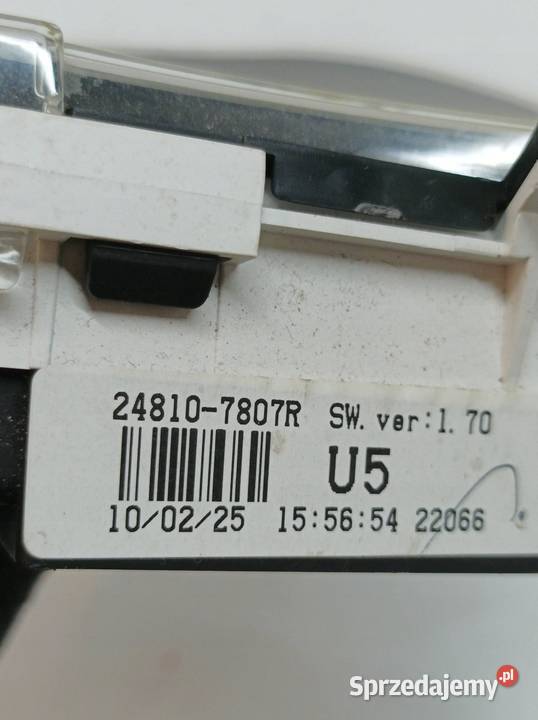 24810-7807R SW. ver:1.70
U5
10/02/25 15:56:54 22066
Sprzedajemy.pl